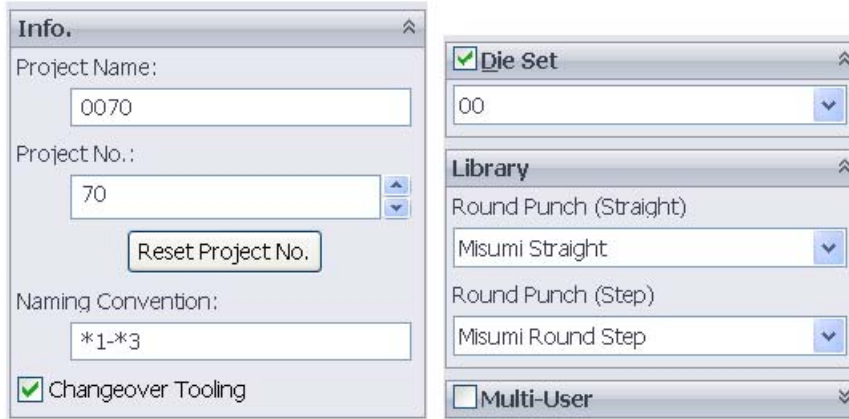 Info.
Project Name:
0070
Project No.:
70
Reset Project No.
Naming Convention:
*1-*3
Changeover Tooling
Die Set
00
Library
Round Punch (Straight)
Misumi Straight
Round Punch (Step)
Misumi Round Step
Multi-User